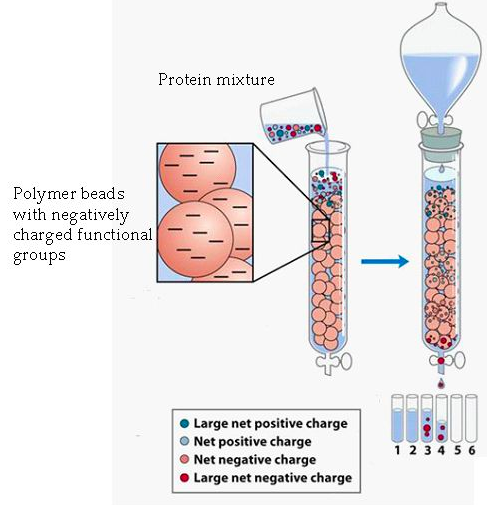 Protein mixture
Polymer beads
with negatively
charged functional
groups
Large net positive charge
Net positive charge
Net negative charge
Large net negative charge
1 2 3 4 5 6